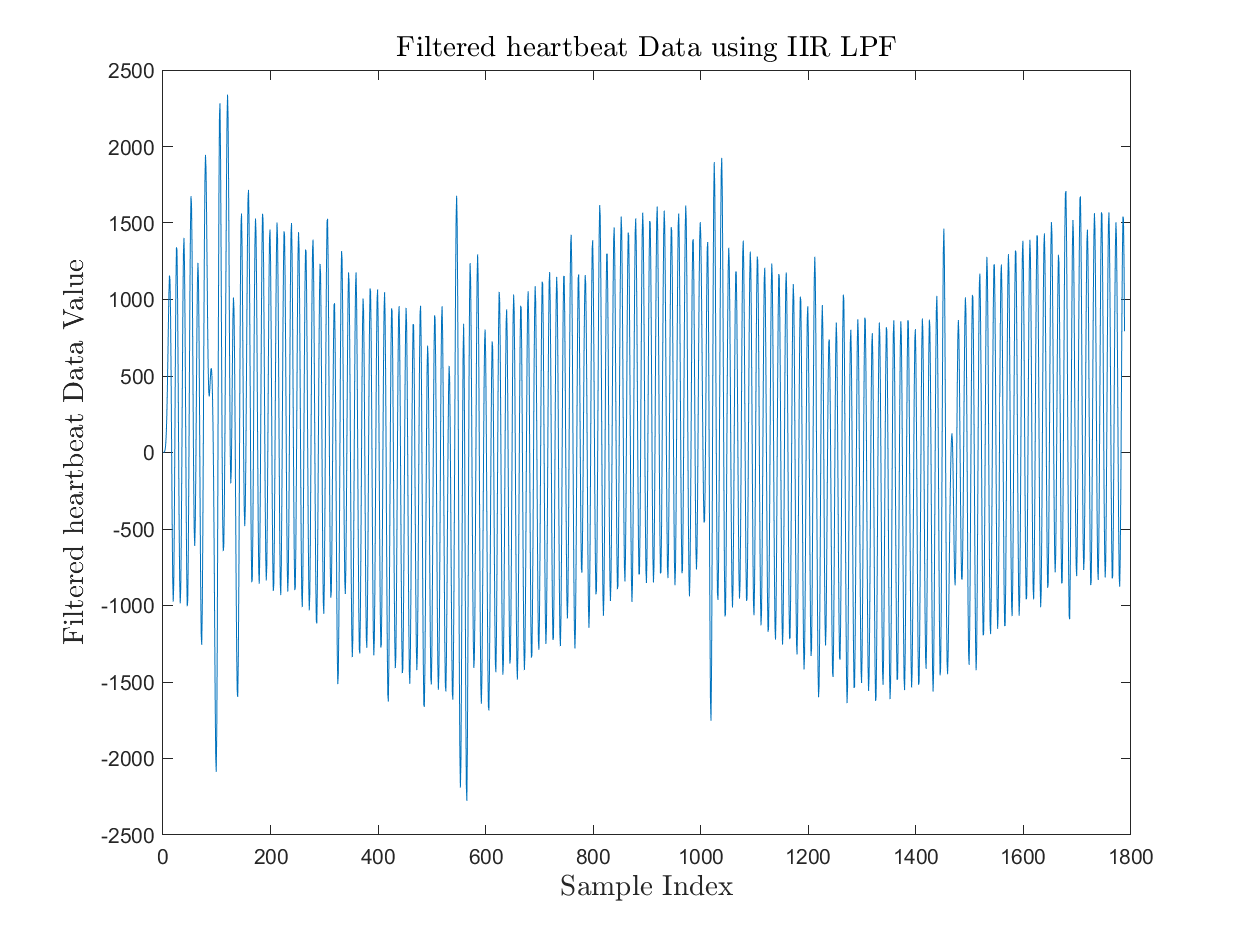 Filtered heartbeat Data using IIR LPF
Filtered heartbeat Data Value
2500
2000
1500
1000
500
0
-500
-1000
-1500
-2000
-2500
0 200 400 600 800 1000 1200 1400 1600 1800
Sample Index